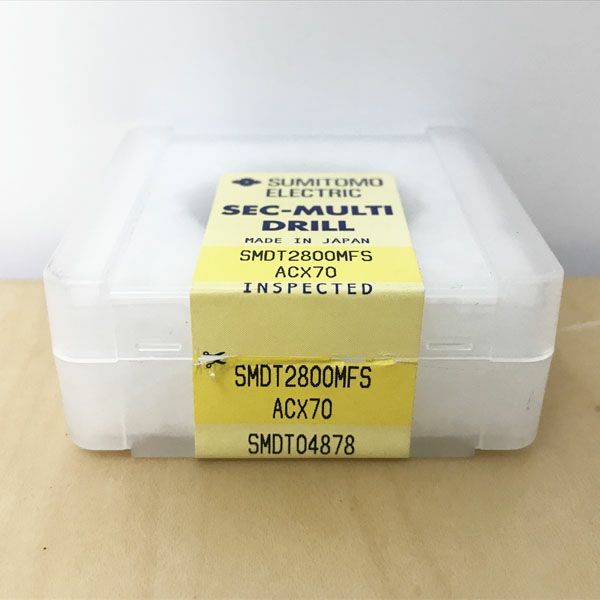 SUMITOMO
ELECTRIC
SEC-MULTI
DRILL
MADE IN JAPAN
SMDT2800MFS
ACX70
INSPECTED
SMDT2800MFS
ACX70
SMDT04878